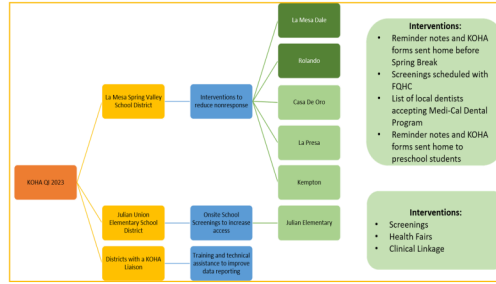 La Mesa Dale
Rolando
La Mesa Spring Valley
School District
Interventions to
reduce nonresponse
Casa De Oro
La Presa
Kempton
KOHA QI 2023
Julian Union
Elementary School
District
Onsite School
Screenings to increase
access
Julian Elementary
Districts with a KOHA
Liaison
Training and technical
assistance to improve
data reporting
Interventions:
• Reminder notes and KOHA
forms sent home before
Spring Break
• Screenings scheduled with
FQHC
• List of local dentists
accepting Medi-Cal Dental
Program
• Reminder notes and KOHA
forms sent home to
preschool students
Interventions:
• Screenings
• Health Fairs
• Clinical Linkage